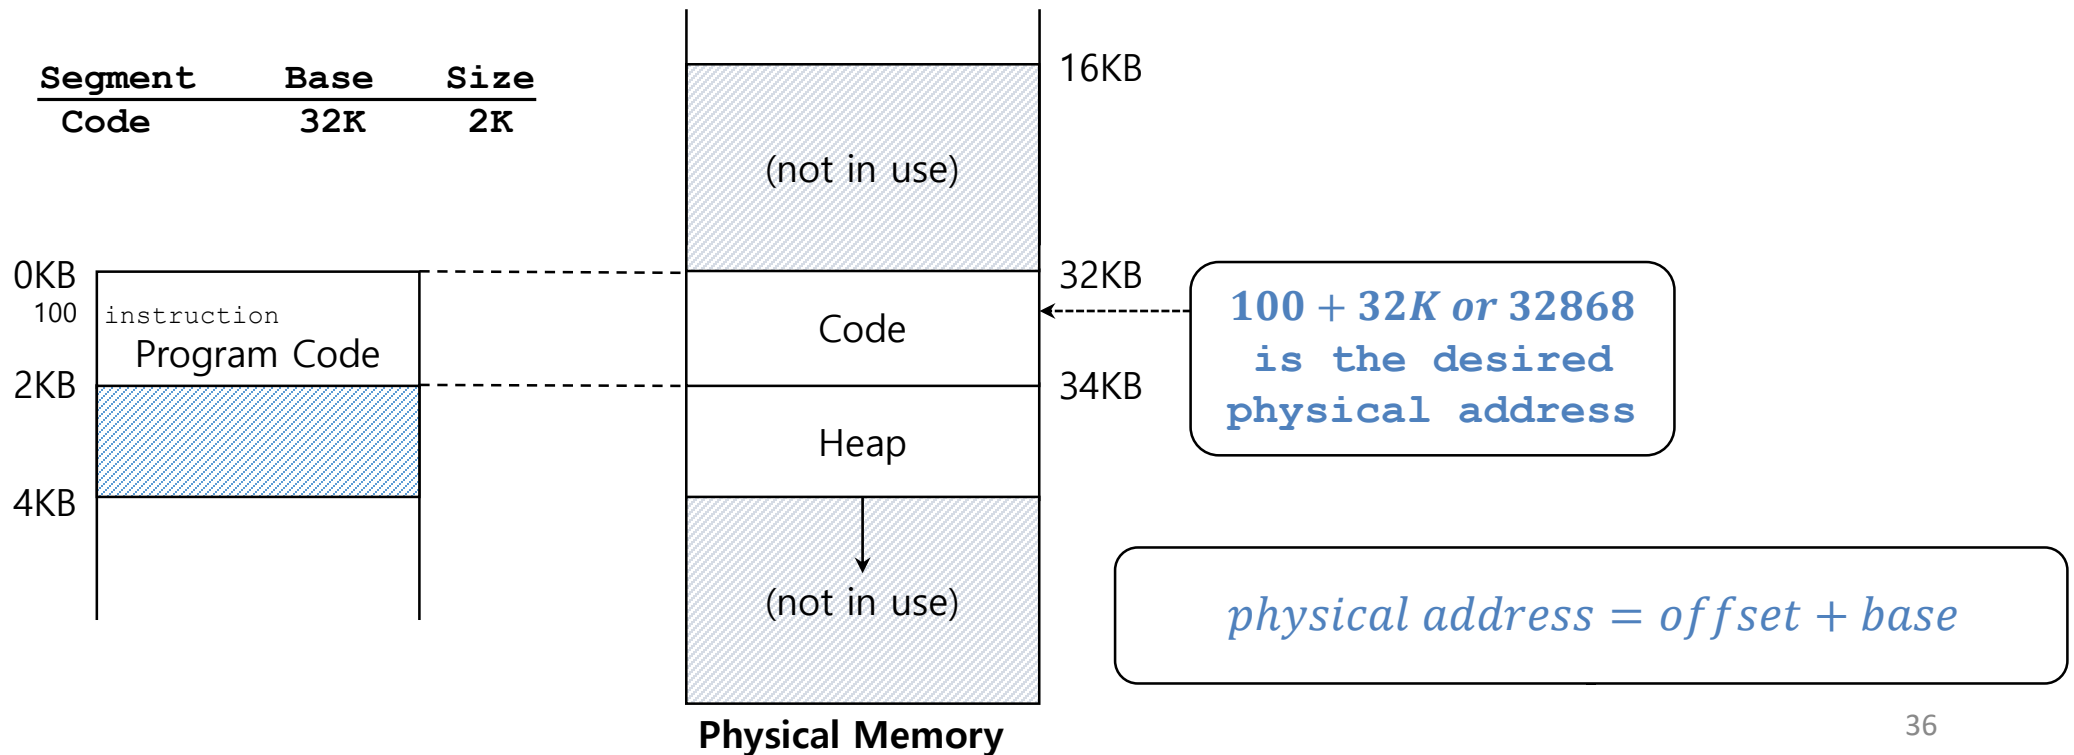 Segment Base Size
Code 32K 2K
0KB
100 instruction
Program Code
2KB
4KB
16KB
(not in use)
32KB
Code
34KB
Heap
(not in use)
Physical Memory
100 + 32K or 32868
is the desired
physical address
physical address = offset + base
36